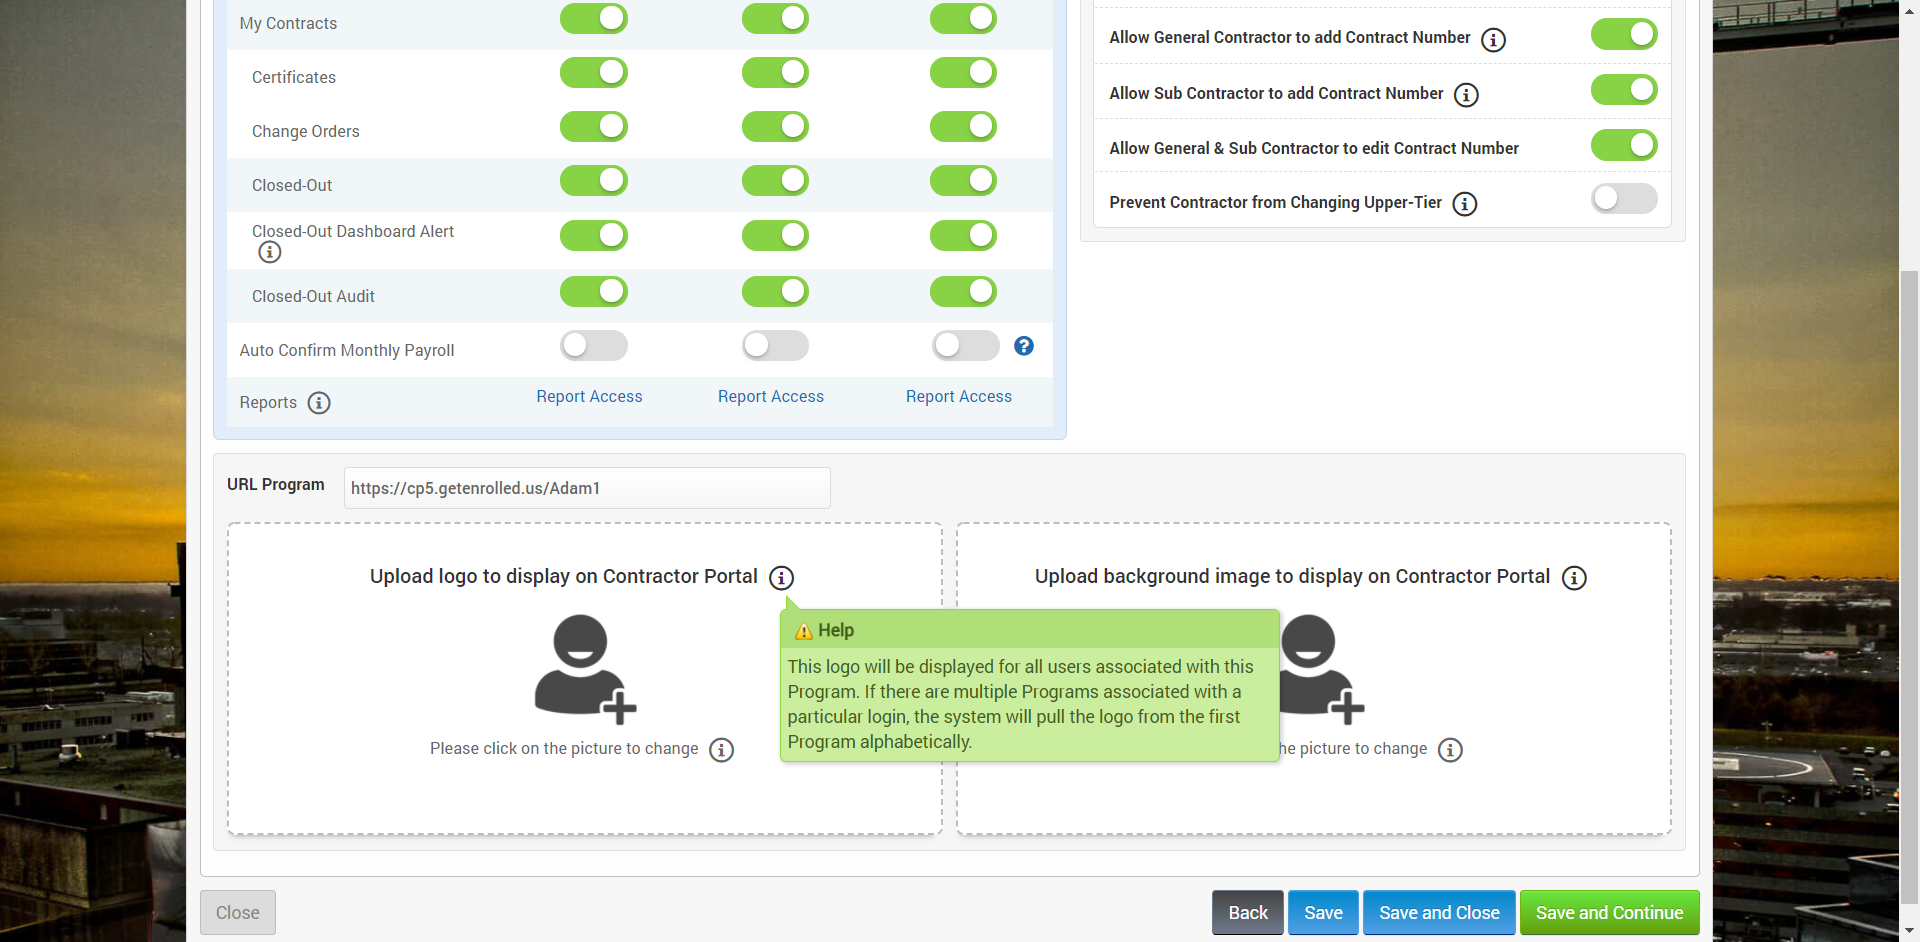 My Contracts
Certificates
Change Orders
Closed-Out
Closed-Out Dashboard Alert
Closed-Out Audit
Auto Confirm Monthly Payroll
Reports
Report Access
Report Access
Report Access
Allow General Contractor to add Contract Number
Allow Sub Contractor to add Contract Number
Allow General & Sub Contractor to edit Contract Number
Prevent Contractor from Changing Upper-Tier
URL Program
https://cp5.getenrolled.us/Adam1
Upload logo to display on Contractor Portal
Please click on the picture to change
Upload background image to display on Contractor Portal
he picture to change
Help
This logo will be displayed for all users associated with this
Program. If there are multiple Programs associated with a
particular login, the system will pull the logo from the first
Program alphabetically.
Close
Back
Save
Save and Close
Save and Continue